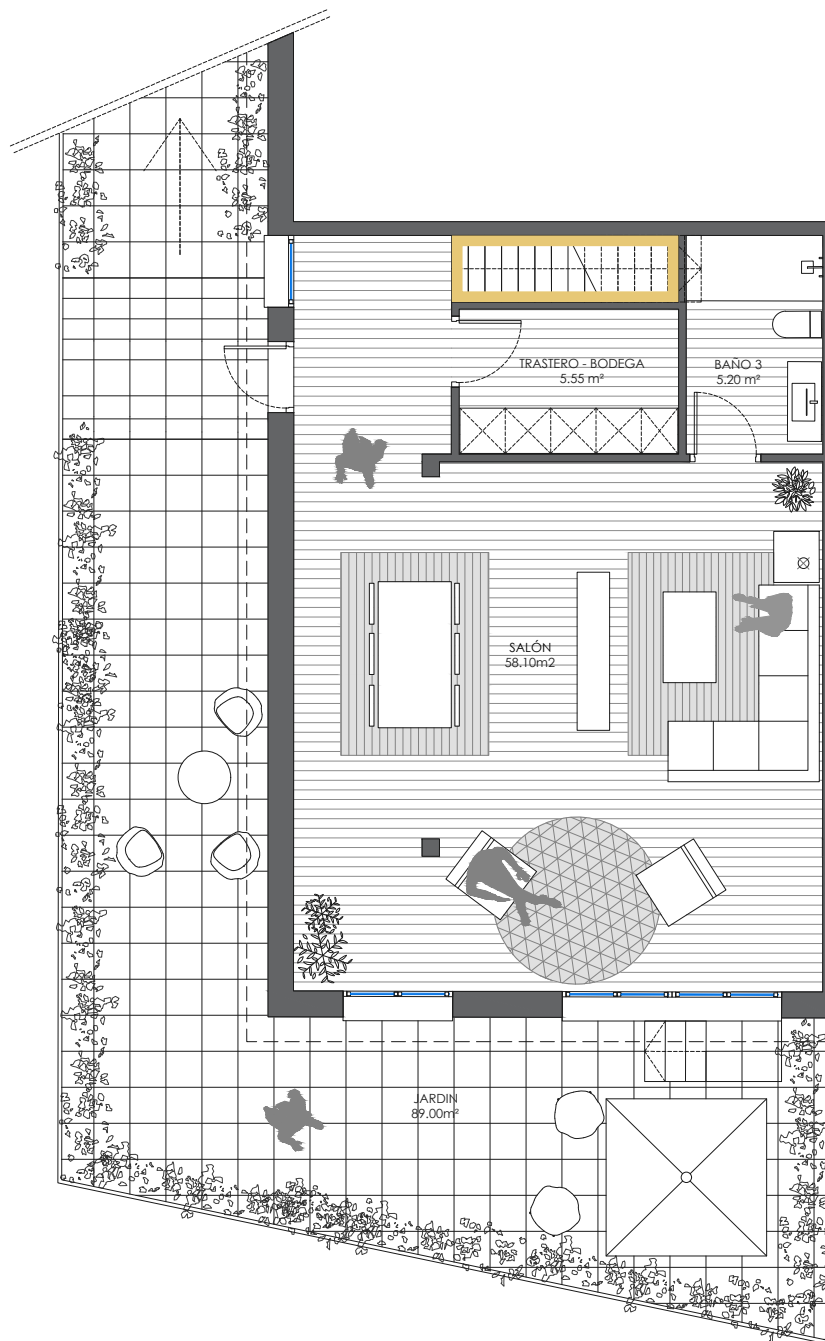 TRASTERO - BODEGA
5.55 m²
BAÑO 3
5.20 m²
SALÓN
58.10m2
JARDIN
89.00m²